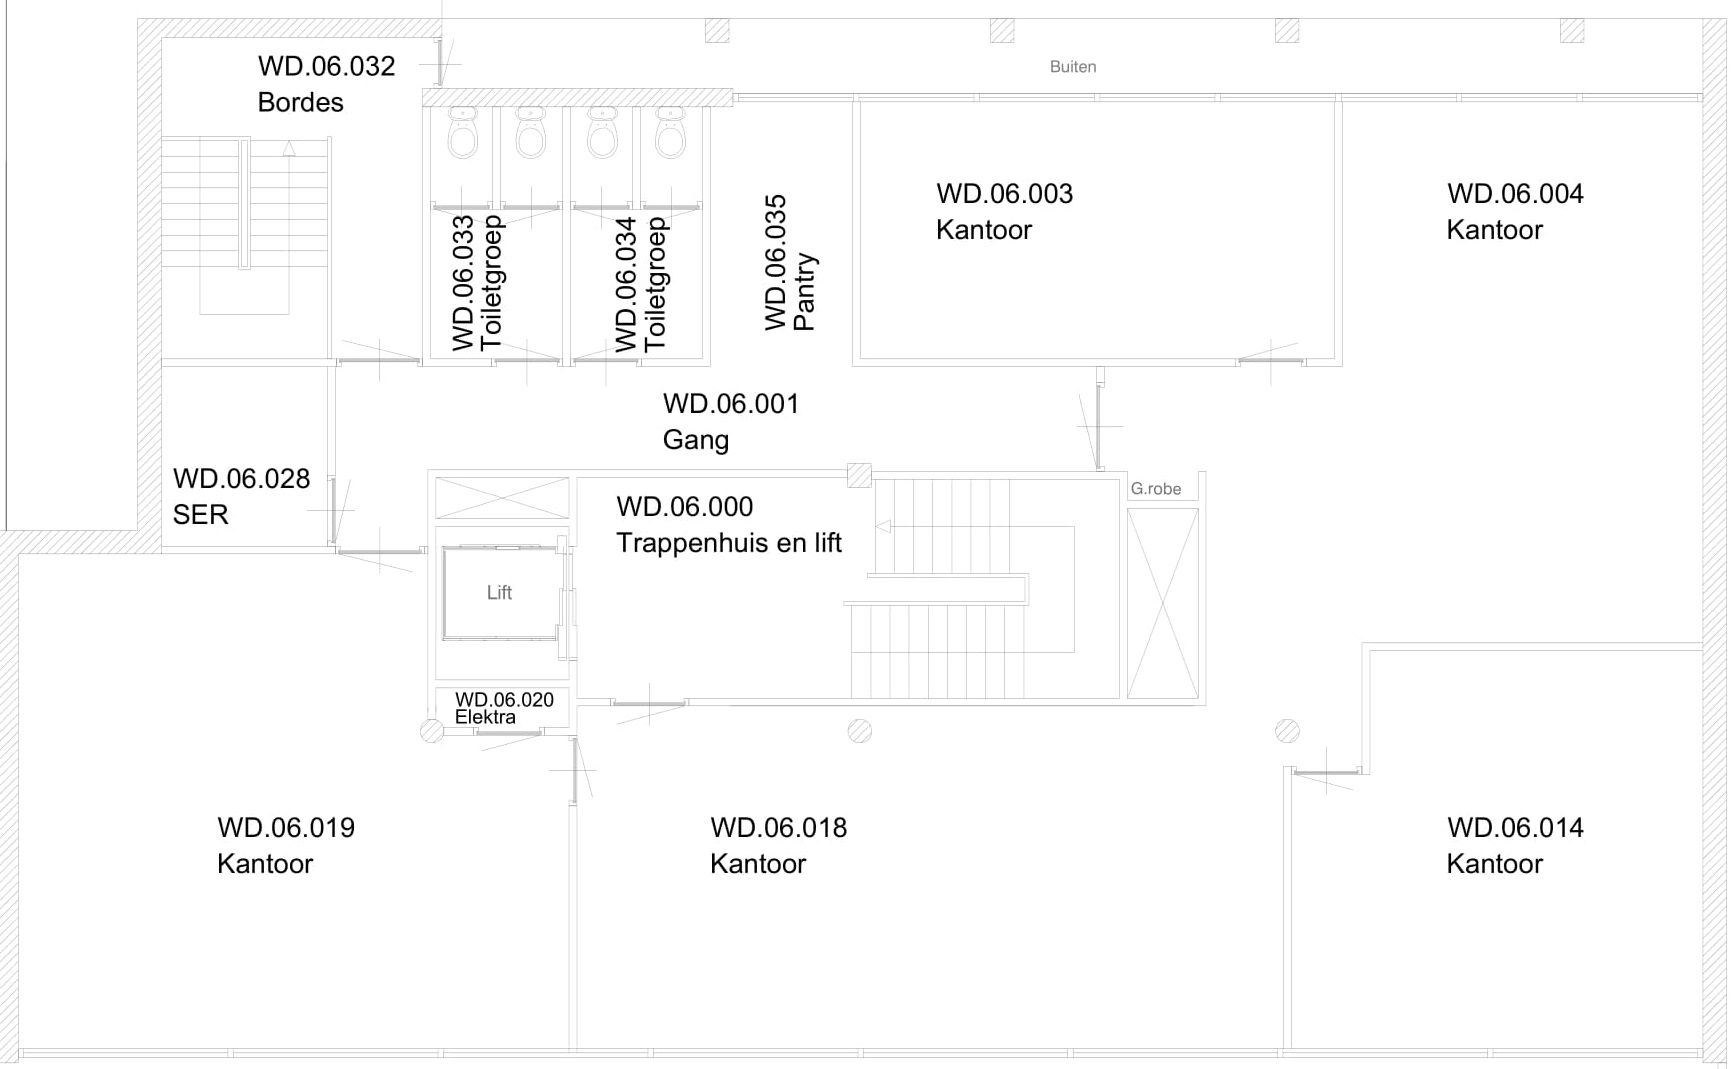 WD.06.032
Bordes
Buiten
WD.06.003
Kantoor
WD.06.004
Kantoor
WD.06.033
Toiletgroep
WD.06.034
Toiletgroep
WD.06.035
Pantry
WD.06.001
Gang
WD.06.028
SER
WD.06.000
Trappenhuis en lift
G.robe
Lift
WD.06.020
Elektra
WD.06.019
Kantoor
WD.06.018
Kantoor
WD.06.014
Kantoor